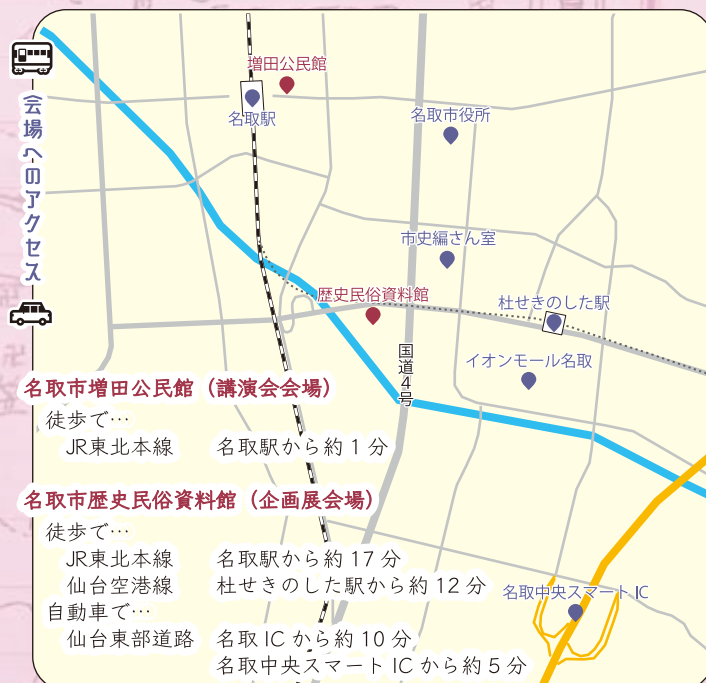 会場へのアクセス
増田公民館
名取駅
名取市役所
市史編さん室
歴史民俗資料館
杜せきのした駅
国道4号
イオンモール名取
名取市増田公民館（講演会会場）
徒歩で…
JR東北本線 名取駅から約1分
名取市歴史民俗資料館（企画展会場）
徒歩で…
JR東北本線 名取駅から約17分
仙台空港線 杜せきのした駅から約12分
自動車で…
仙台東部道路 名取ICから約10分
名取中央スマートICから約5分
名取中央スマートIC